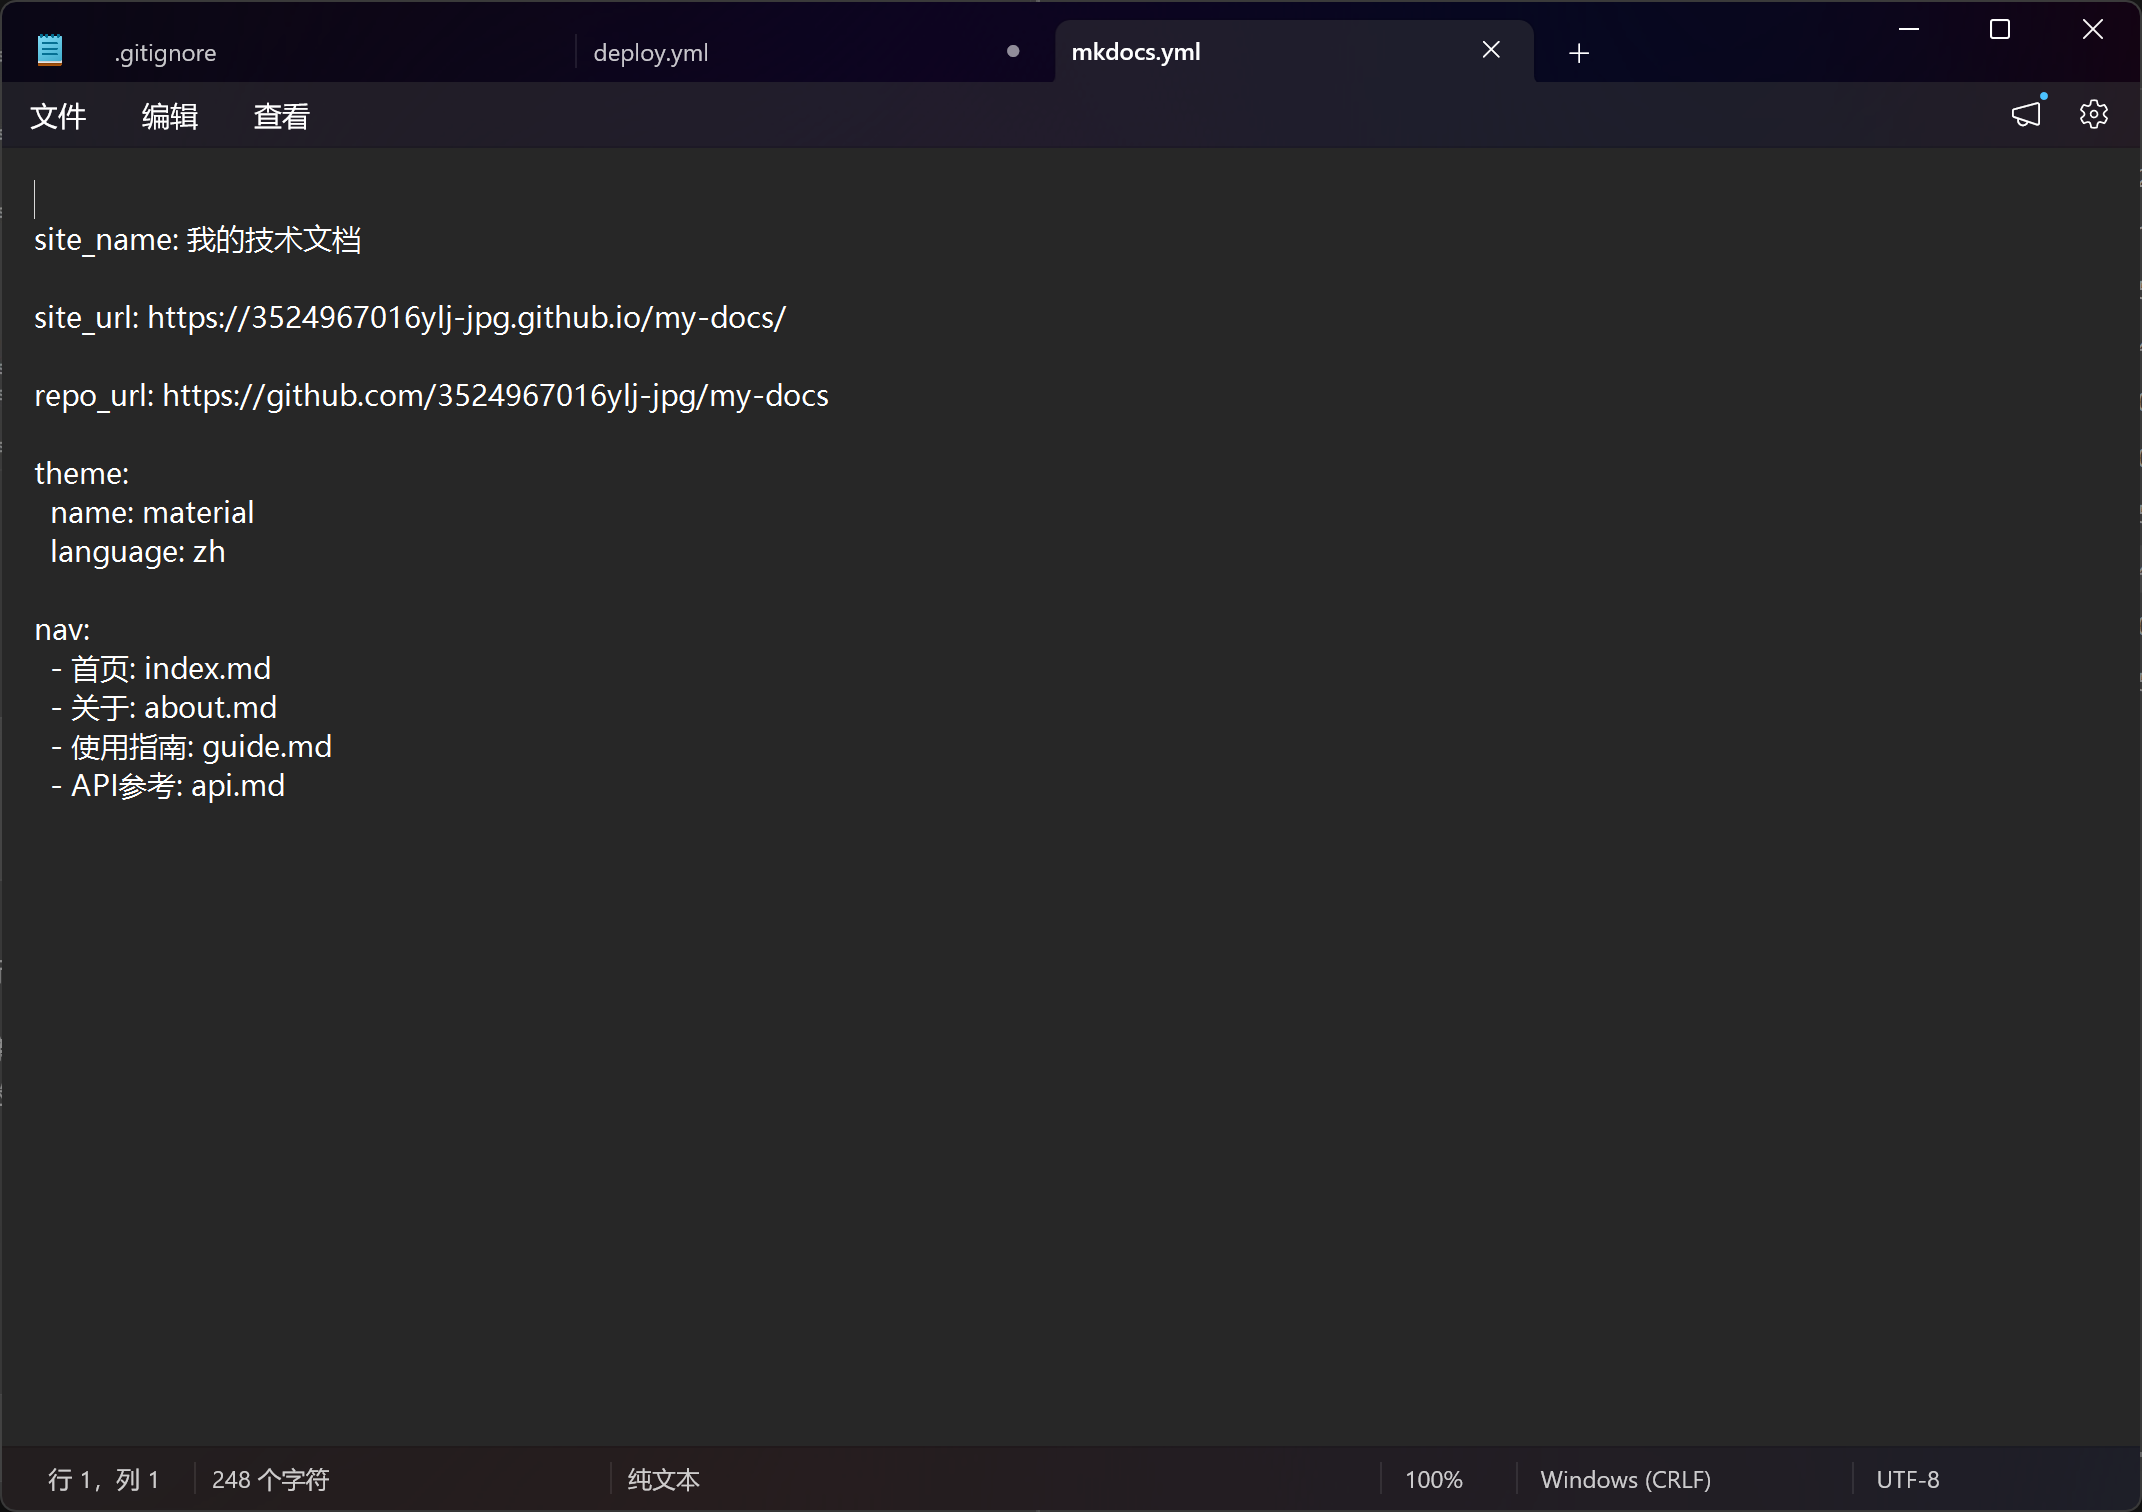 .gitignore
deploy.yml
mkdocs.yml
文件 编辑 查看
site_name: 我的技术文档
site_url: https://3524967016ylj-jpg.github.io/my-docs/
repo_url: https://github.com/3524967016ylj-jpg/my-docs
theme:
  name: material
  language: zh
nav:
  - 首页: index.md
  - 关于: about.md
  - 使用指南: guide.md
  - API参考: api.md
行 1，列 1 248 个字符 纯文本 100% Windows (CRLF) UTF-8